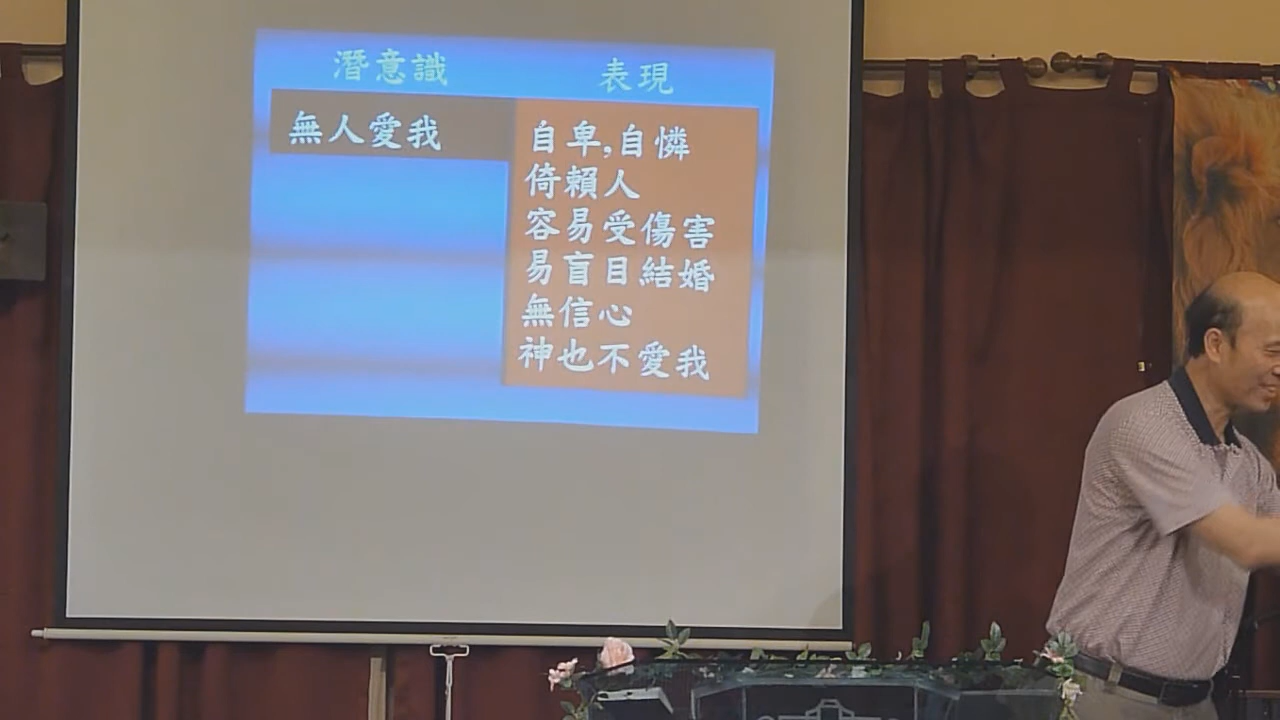 潛意識 表現
無人愛我
自卑,自憐
倚賴人
容易受傷害
易盲目結婚
無信心
神也不愛我